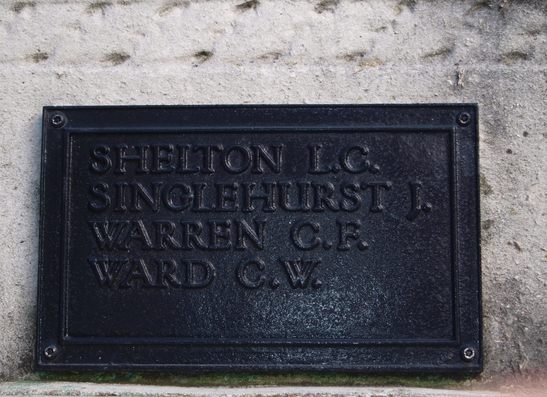 SHELTON L.C.
SINGLEHURST J.
WARREN C.F.
WARD C.W.